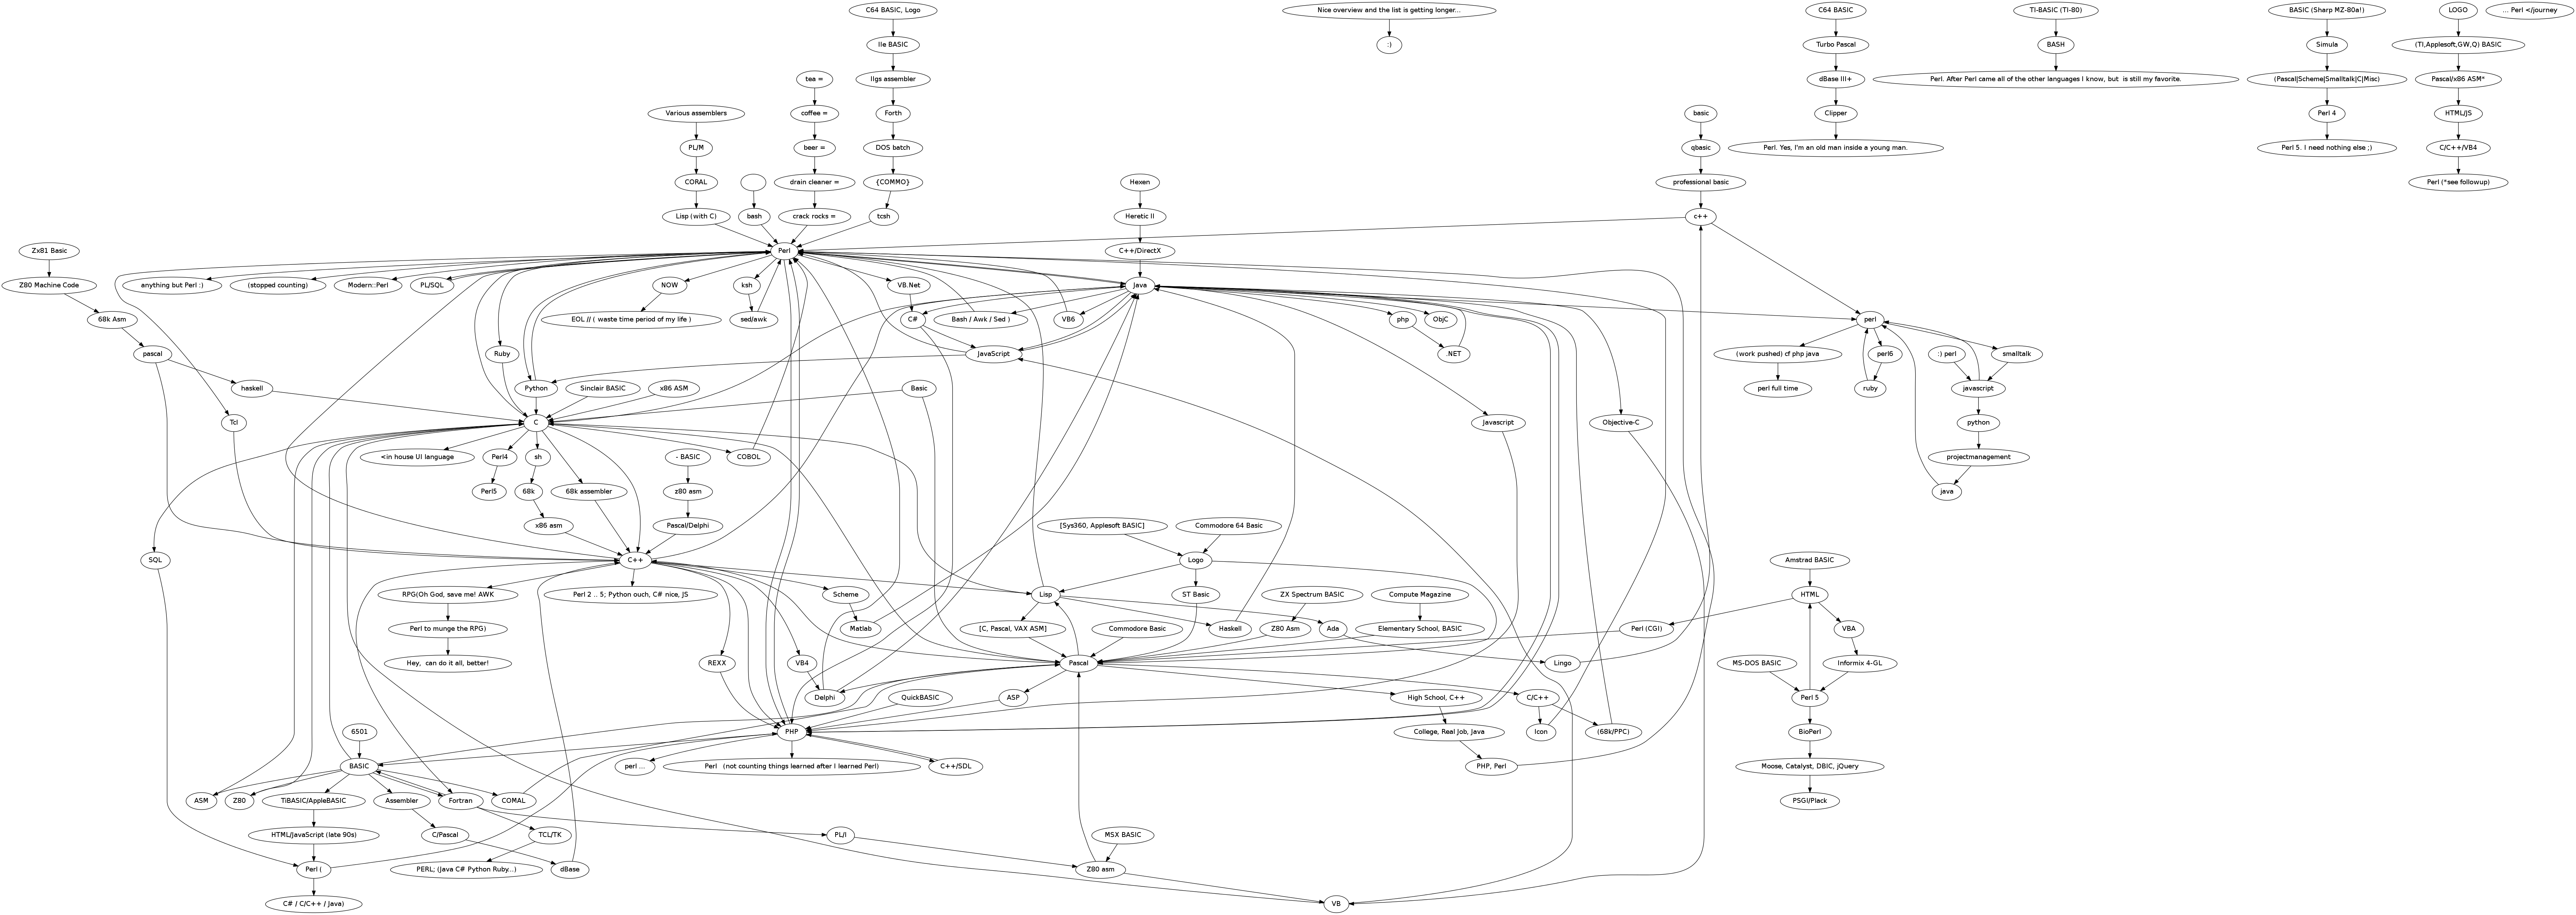 C64 BASIC, Logo
Nice overview and the list is getting longer...
C64 BASIC
TI-BASIC (TI-80)
BASIC (Sharp MZ-80a!)
LOGO
... Perl </journey
IIe BASIC
:)
Turbo Pascal
BASH
Simula
(TI,Applesoft,GW,Q) BASIC
tea =
IIgs assembler
dBase III+
Perl. After Perl came all of the other languages I know, but  is still my favorite.
(Pascal|Scheme|Smalltalk|C|Misc)
Pascal/x86 ASM*
Various assemblers
coffee =
Forth
basic
Clipper
Perl 4
HTML/JS
PL/M
beer =
DOS batch
qbasic
Perl. Yes, I'm an old man inside a young man.
Perl 5. I need nothing else ;)
C/C++/VB4
CORAL
drain cleaner =
{COMMO}
Hexen
professional basic
Perl (*see followup)
Lisp (with C)
bash
crack rocks =
tcsh
Heretic II
c++
Zx81 Basic
Perl
C++/DirectX
Z80 Machine Code
anything but Perl :)
(stopped counting)
Modern::Perl
PL/SQL
NOW
ksh
VB.Net
Java
68k Asm
EOL // ( waste time period of my life )
sed/awk
C#
Bash / Awk / Sed )
VB6
php
ObjC
perl
pascal
Ruby
JavaScript
.NET
(work pushed) cf php java
perl6
:) perl
smalltalk
haskell
Python
Sinclair BASIC
x86 ASM
Basic
perl full time
ruby
javascript
Tcl
C
Javascript
Objective-C
python
<in house UI language
Perl4
sh
- BASIC
COBOL
projectmanagement
Perl5
68k
68k assembler
z80 asm
java
x86 asm
Pascal/Delphi
[Sys360, Applesoft BASIC]
Commodore 64 Basic
SQL
C++
Logo
Amstrad BASIC
RPG(Oh God, save me! AWK
Perl 2 .. 5; Python ouch, C# nice, JS
Scheme
Lisp
ST Basic
ZX Spectrum BASIC
Compute Magazine
HTML
Perl to munge the RPG)
Matlab
[C, Pascal, VAX ASM]
Commodore Basic
Haskell
Z80 Asm
Ada
Elementary School, BASIC
Perl (CGI)
VBA
Hey,  can do it all, better!
REXX
VB4
Pascal
Lingo
MS-DOS BASIC
Informix 4-GL
Delphi
QuickBASIC
ASP
High School, C++
C/C++
Perl 5
6501
PHP
College, Real Job, Java
Icon
(68k/PPC)
BioPerl
BASIC
perl ...
Perl   (not counting things learned after I learned Perl)
C++/SDL
PHP, Perl
Moose, Catalyst, DBIC, jQuery
ASM
Z80
TIBASIC/AppleBASIC
Assembler
Fortran
COMAL
PSGI/Plack
HTML/JavaScript (late 90s)
C/Pascal
TCL/TK
PL/I
MSX BASIC
Perl (
PERL; (Java C# Python Ruby...)
dBase
Z80 asm
C# / C/C++ / Java)
VB